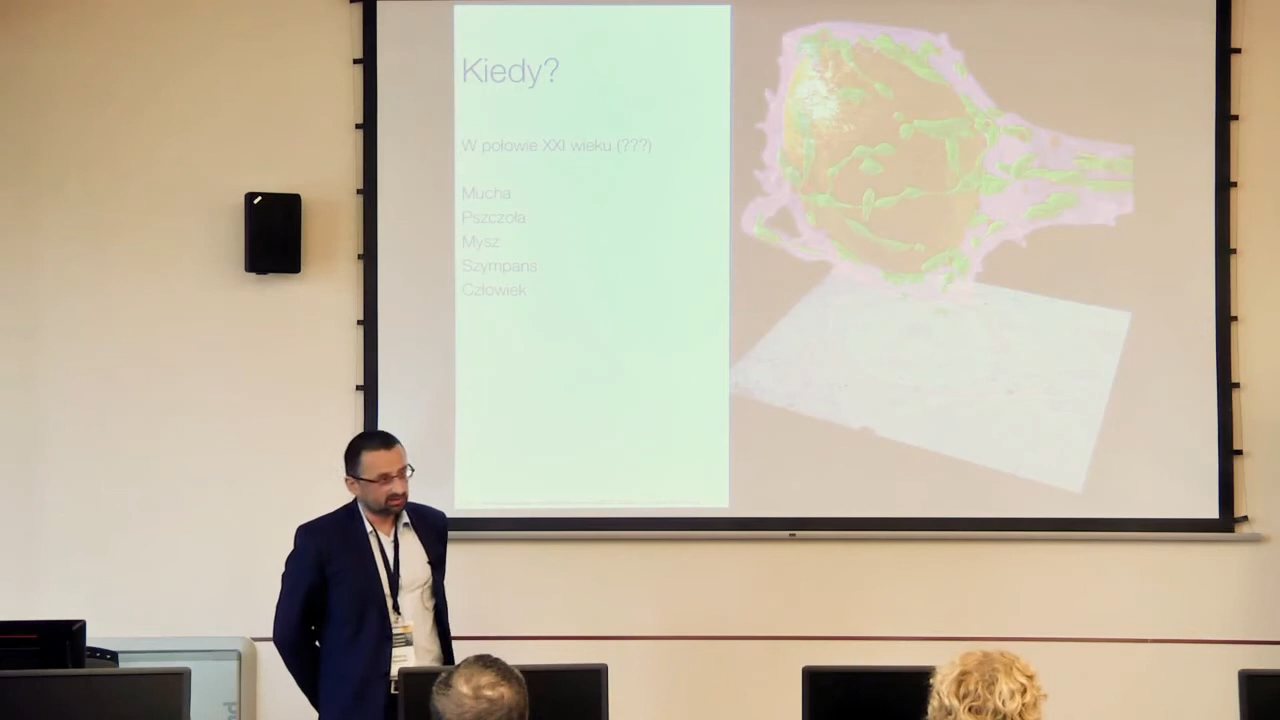 Kiedy?
W połowie XXI wieku (???)
Mucha
Pszczoła
Mysz
Szympans
Człowiek